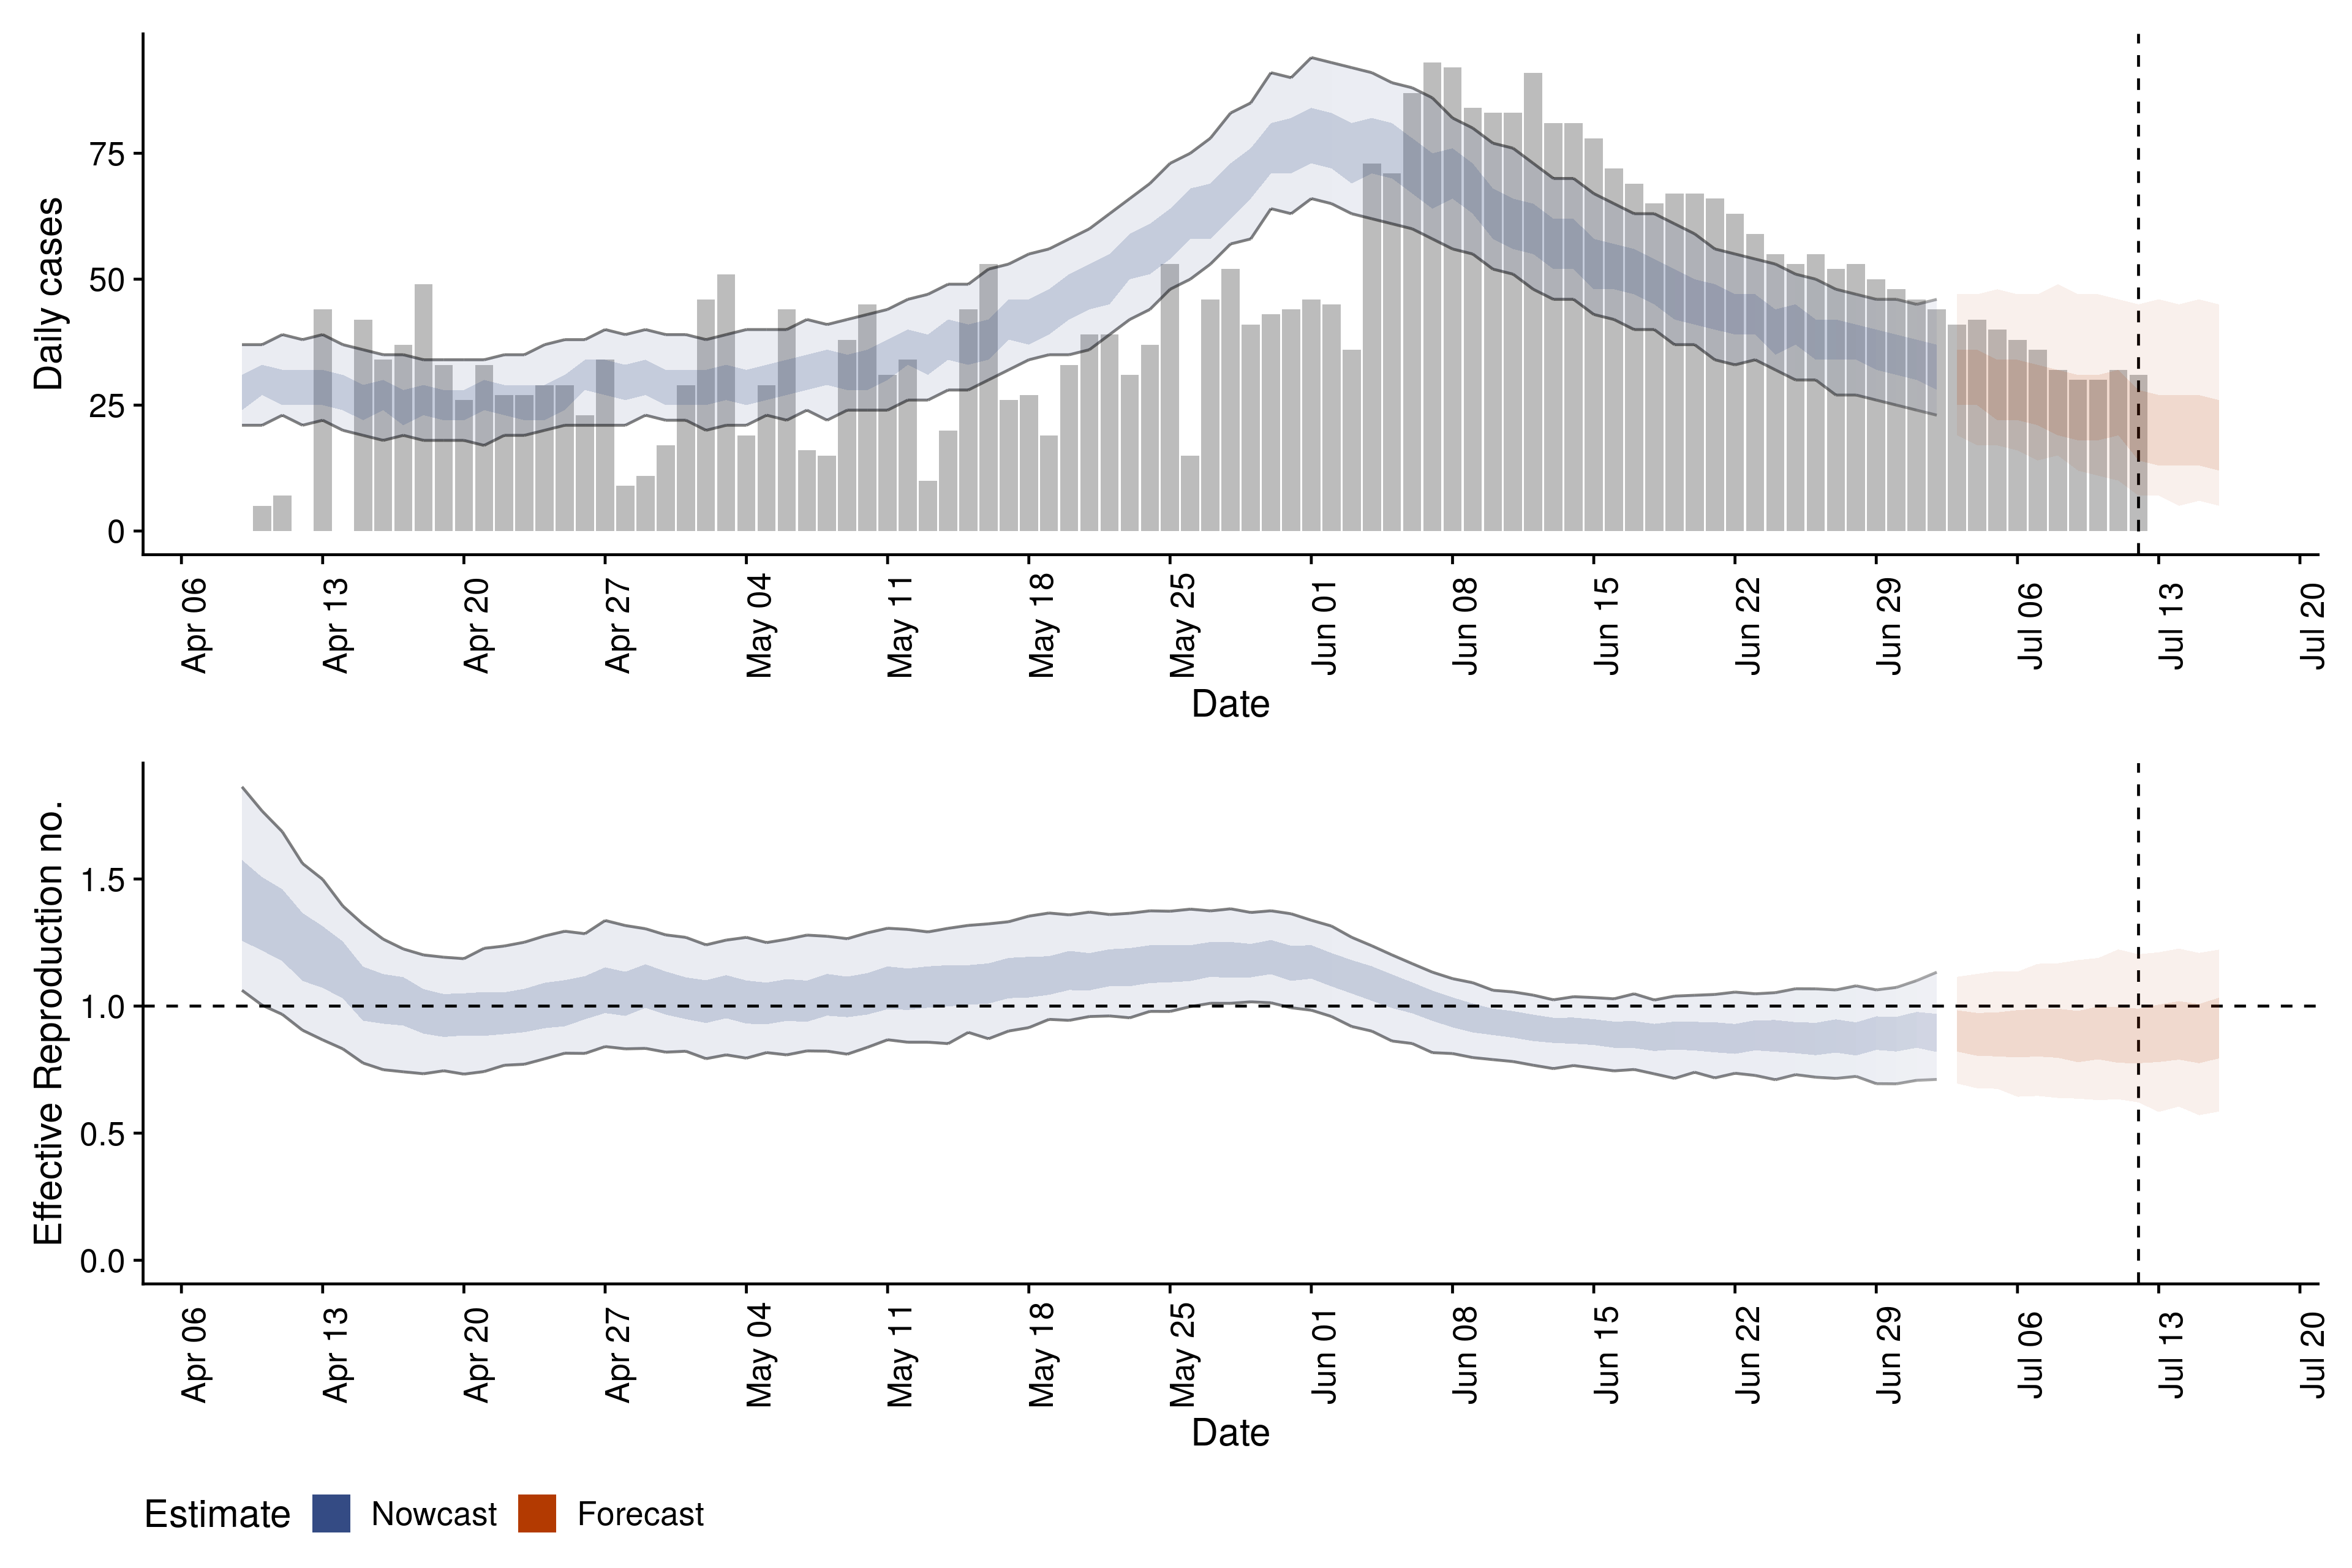 Daily cases
75
50
25
0
Apr 06
Apr 13
Apr 20
Apr 27
May 04
May 11
May 18
May 25
Jun 01
Jun 08
Jun 15
Jun 22
Jun 29
Jul 06
Jul 13
Jul 20
Date
Effective Reproduction no.
1.5
1.0
0.5
0.0
Apr 06
Apr 13
Apr 20
Apr 27
May 04
May 11
May 18
May 25
Jun 01
Jun 08
Jun 15
Jun 22
Jun 29
Jul 06
Jul 13
Jul 20
Date
Estimate Nowcast Forecast